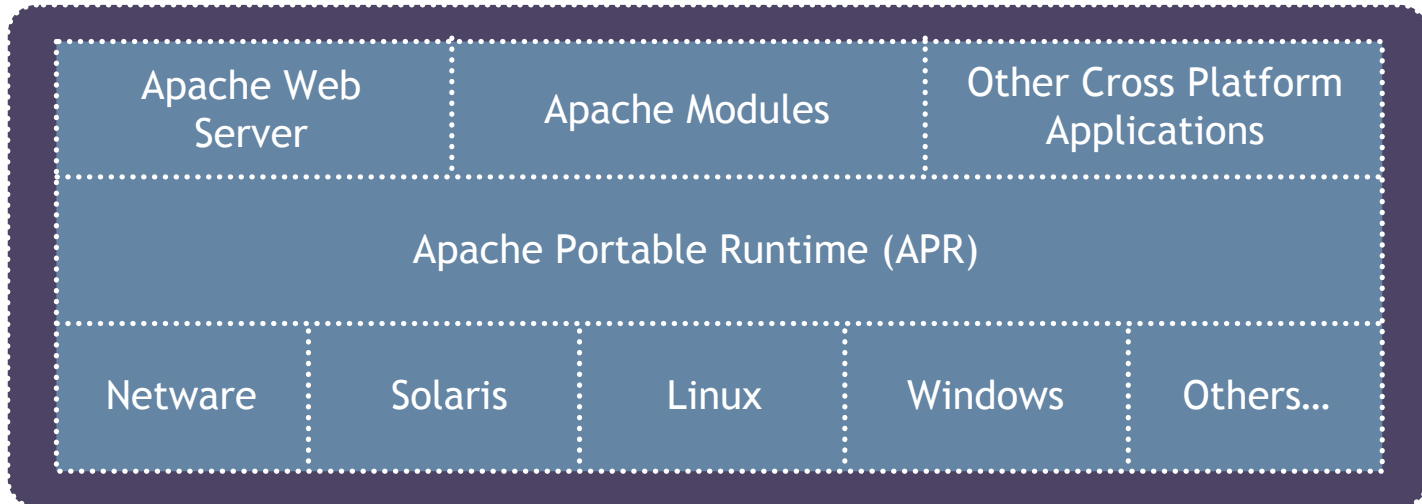 Apache Web
Server
Apache Modules
Other Cross Platform
Applications
Apache Portable Runtime (APR)
Netware
Solaris
Linux
Windows
Others…